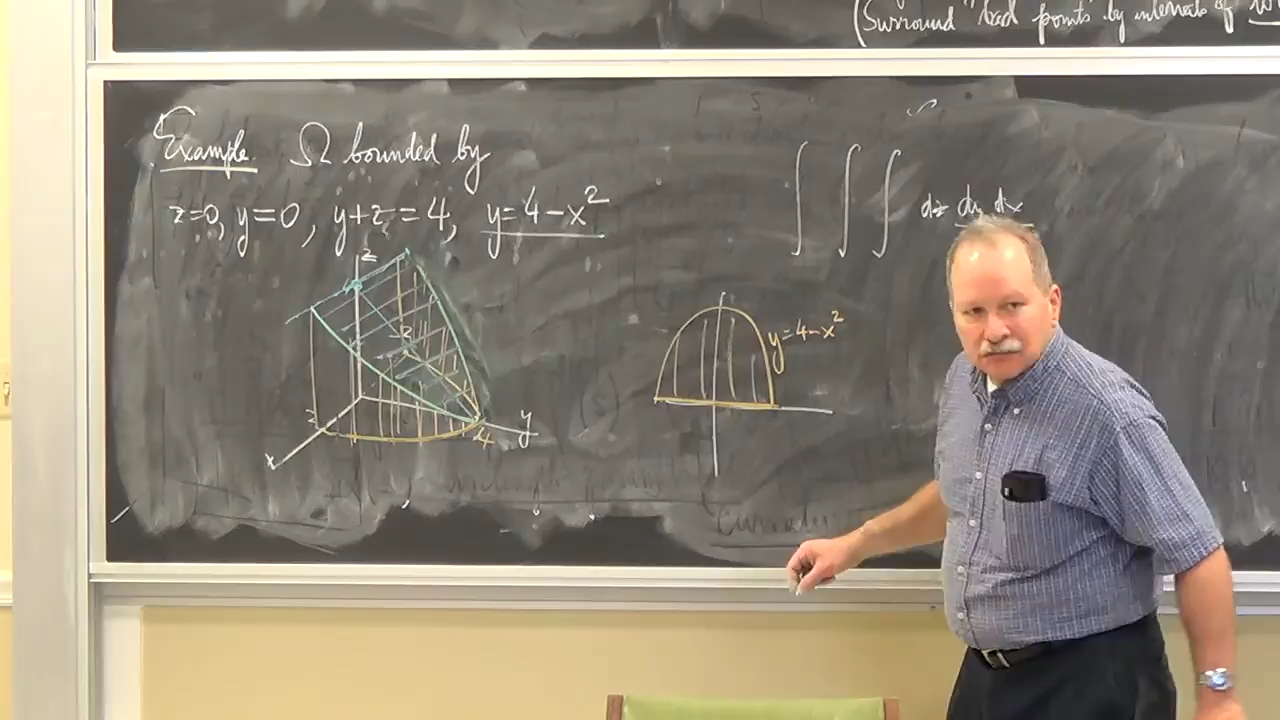 (Surround "bad points" by intervals of
Example. Ω bounded by
z=0, y=0, y+z=4, y=4-x²
∫ ∫ ∫ dz dy dx
z
y=4-x²
2
y
4
x